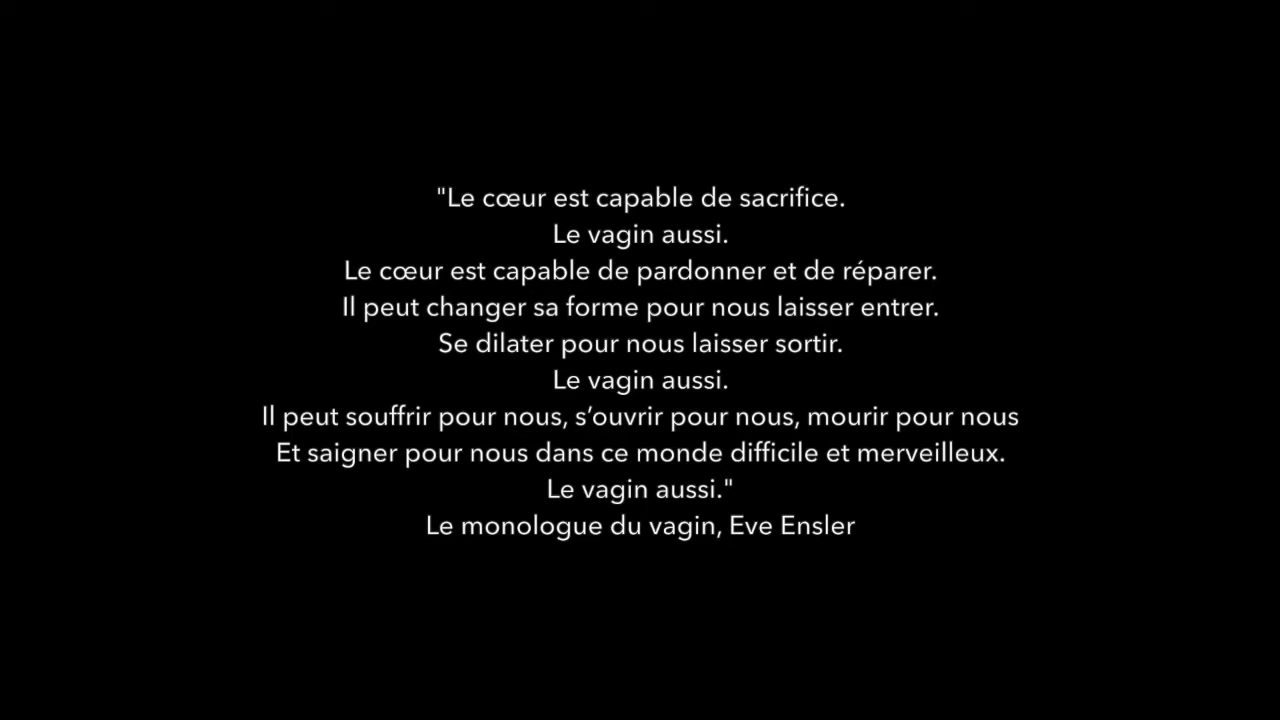 "Le cœur est capable de sacrifice.
Le vagin aussi.
Le cœur est capable de pardonner et de réparer.
Il peut changer sa forme pour nous laisser entrer.
Se dilater pour nous laisser sortir.
Le vagin aussi.
Il peut souffrir pour nous, s’ouvrir pour nous, mourir pour nous
Et saigner pour nous dans ce monde difficile et merveilleux.
Le vagin aussi."
Le monologue du vagin, Eve Ensler